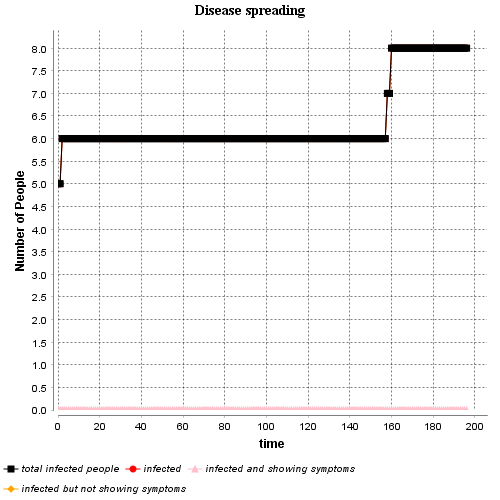 Disease spreading
8.0
7.5
7.0
6.5
6.0
5.5
5.0
4.5
4.0
3.5
3.0
2.5
2.0
1.5
1.0
0.5
0.0
Number of People
0 20 40 60 80 100 120 140 160 180 200
time
total infected people infected infected and showing symptoms
infected but not showing symptoms